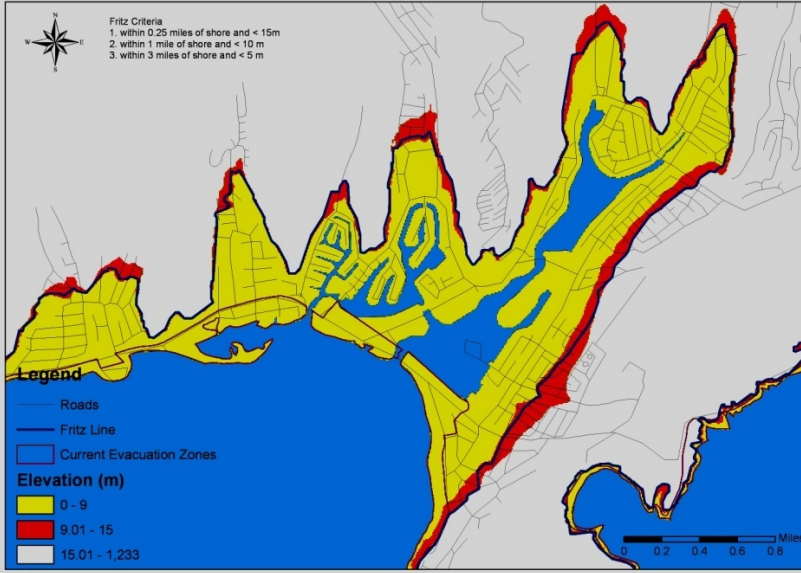 N
W
E
S
Fritz Criteria
1. within 0.25 miles of shore and < 15m
2. within 1 mile of shore and < 10 m
3. within 3 miles of shore and < 5 m
Legend
Roads
Fritz Line
Current Evacuation Zones
Elevation (m)
0 - 9
9.01 - 15
15.01 - 1,233
Miles
0 0.2 0.4 0.6 0.8